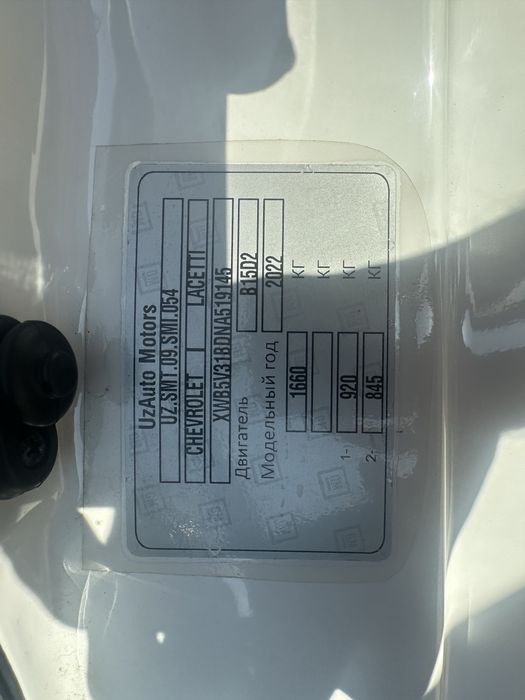 UzAuto Motors
UZ.SMT.09.SMI.054
CHEVROLET LACETTI
XWB5V31BDNA519145
Двигатель B15D2
Модельный год 2022
1660 КГ
КГ
1- 920 КГ
2- 845 КГ